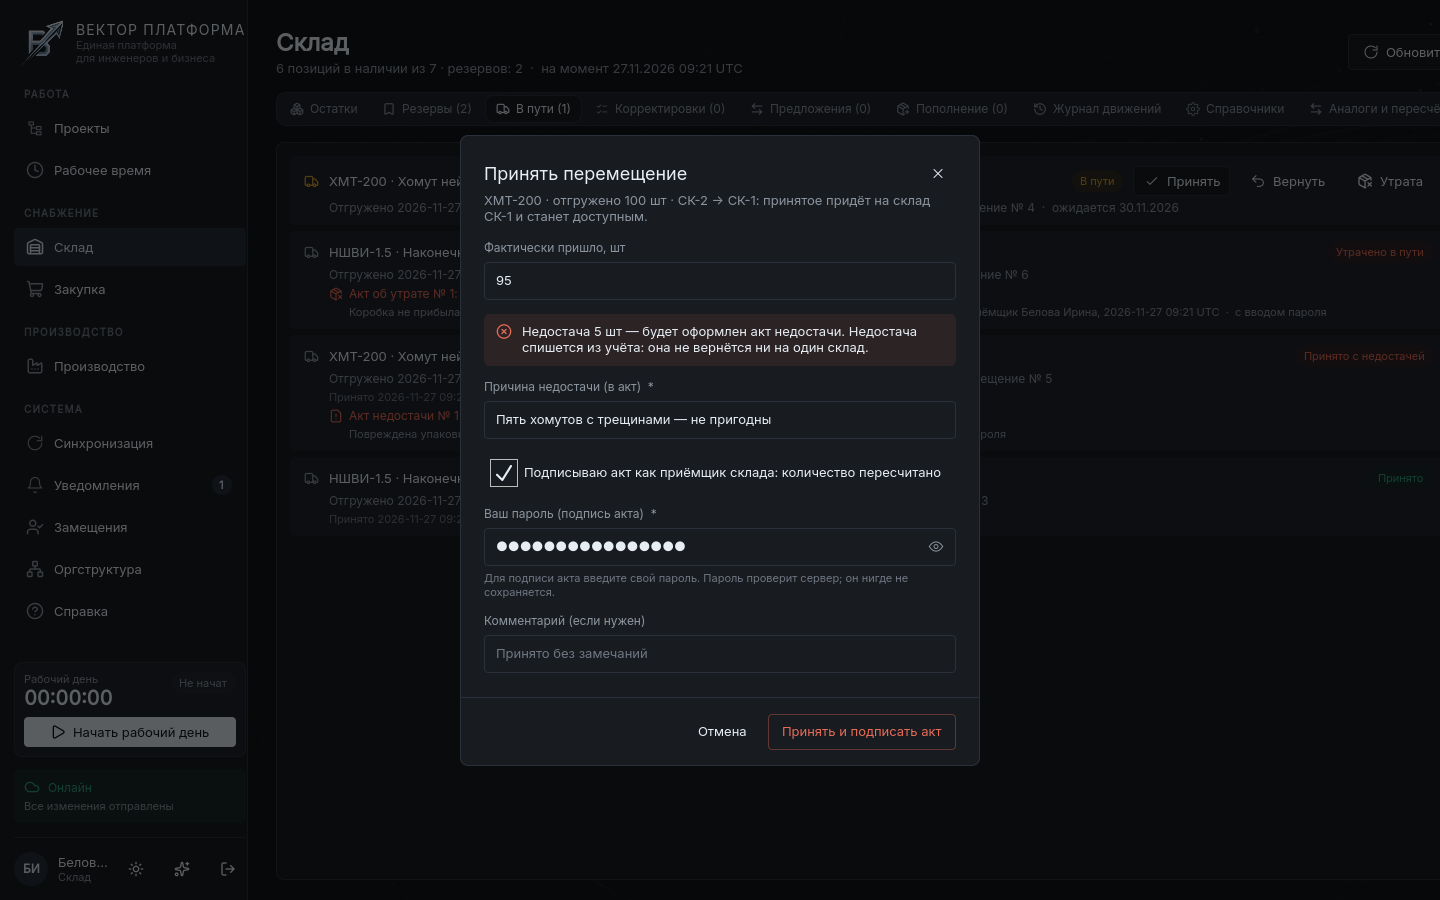 ВЕКТОР ПЛАТФОРМА
Единая платформа
для инженеров и бизнеса
РАБОТА
Проекты
Рабочее время
СНАБЖЕНИЕ
Склад
Закупка
ПРОИЗВОДСТВО
Производство
СИСТЕМА
Синхронизация
Уведомления 1
Замещения
Оргструктура
Справка
Рабочий день
Не начат
00:00:00
Начать рабочий день
Онлайн
Все изменения отправлены
БИ
Белов...
Склад
Склад
6 позиций в наличии из 7 · резервов: 2 · на момент 27.11.2026 09:21 UTC
Обновит
Остатки Резервы (2) В пути (1) Корректировки (0) Предложения (0) Пополнение (0) Журнал движений Справочники Аналоги и пересчё
ХМТ-200 · Хомут ней
В пути Принять Вернуть Утрата
Отгружено 2026-11-27
ение № 4 · ожидается 30.11.2026
НШВИ-1.5 · Наконечн
Утрачено в пути
Отгружено 2026-11-27
ние № 6
Акт об утрате № 1:
Коробка не прибыла
ёмщик Белова Ирина, 2026-11-27 09:21 UTC · с вводом пароля
ХМТ-200 · Хомут ней
Принято с недостачей
Отгружено 2026-11-27
ещение № 5
Принято 2026-11-27 09:2
Акт недостачи № 1
Повреждена упаковк
роля
НШВИ-1.5 · Наконечн
Принято
Отгружено 2026-11-27
3
Принято 2026-11-27 09:2
Принять перемещение
ХМТ-200 · отгружено 100 шт · СК-2 → СК-1: принятое придёт на склад
СК-1 и станет доступным.
Фактически пришло, шт
95
Недостача 5 шт — будет оформлен акт недостачи. Недостача
спишется из учёта: она не вернётся ни на один склад.
Причина недостачи (в акт) *
Пять хомутов с трещинами — не пригодны
Подписываю акт как приёмщик склада: количество пересчитано
Ваш пароль (подпись акта) *
●●●●●●●●●●●●●●●●
Для подписи акта введите свой пароль. Пароль проверит сервер; он нигде не
сохраняется.
Комментарий (если нужен)
Принято без замечаний
Отмена
Принять и подписать акт